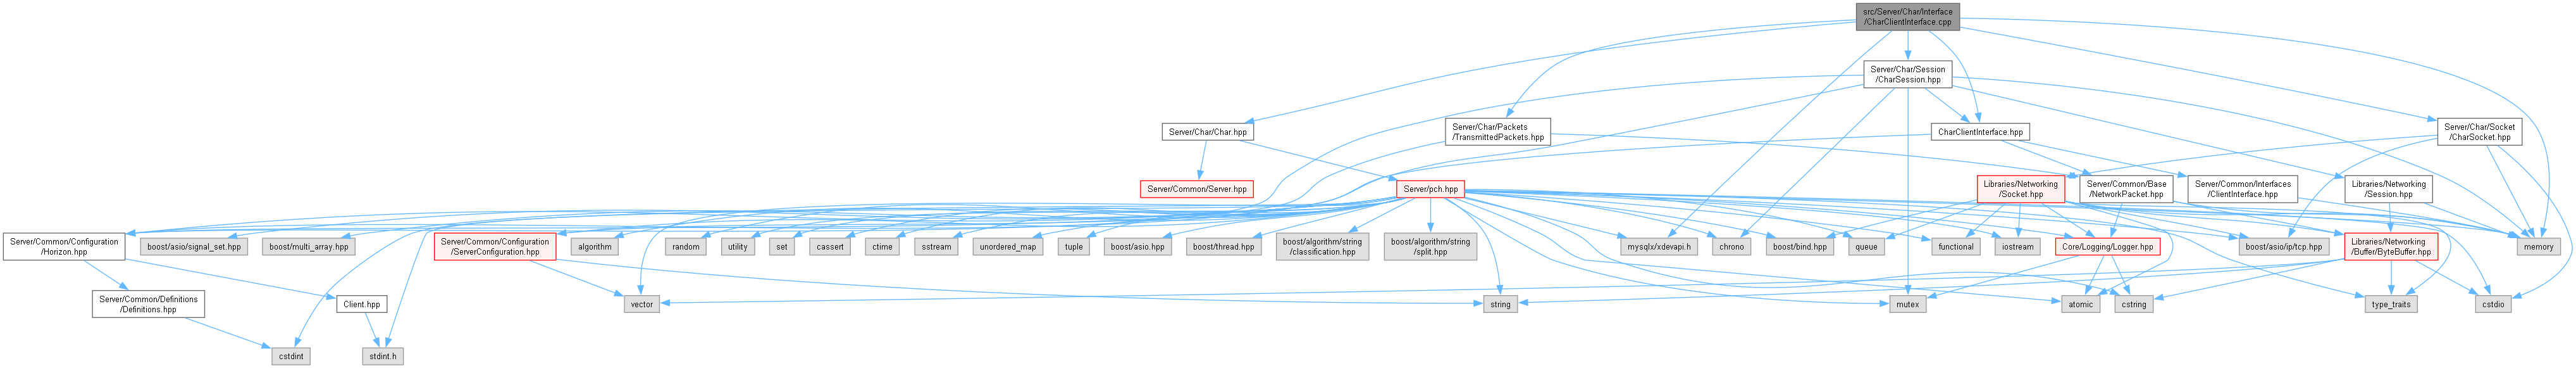 src/Server/Char/Interface
/CharClientInterface.cpp
Server/Char/Session
/CharSession.hpp
Server/Char/Char.hpp
Server/Char/Packets
/TransmittedPackets.hpp
CharClientInterface.hpp
Server/Char/Socket
/CharSocket.hpp
Server/Common/Server.hpp
Server/pch.hpp
Libraries/Networking
/Socket.hpp
Server/Common/Base
/NetworkPacket.hpp
Server/Common/Interfaces
/ClientInterface.hpp
Libraries/Networking
/Session.hpp
Server/Common/Configuration
/Horizon.hpp
boost/asio/signal_set.hpp
boost/multi_array.hpp
Server/Common/Configuration
/ServerConfiguration.hpp
algorithm
random
utility
set
cassert
ctime
sstream
unordered_map
tuple
boost/asio.hpp
boost/thread.hpp
boost/algorithm/string
/classification.hpp
boost/algorithm/string
/split.hpp
mysqlx/xdevapi.h
chrono
boost/bind.hpp
queue
functional
iostream
Core/Logging/Logger.hpp
boost/asio/ip/tcp.hpp
Libraries/Networking
/Buffer/ByteBuffer.hpp
memory
Server/Common/Definitions
/Definitions.hpp
Client.hpp
vector
string
mutex
atomic
cstring
type_traits
cstdio
cstdint
stdint.h